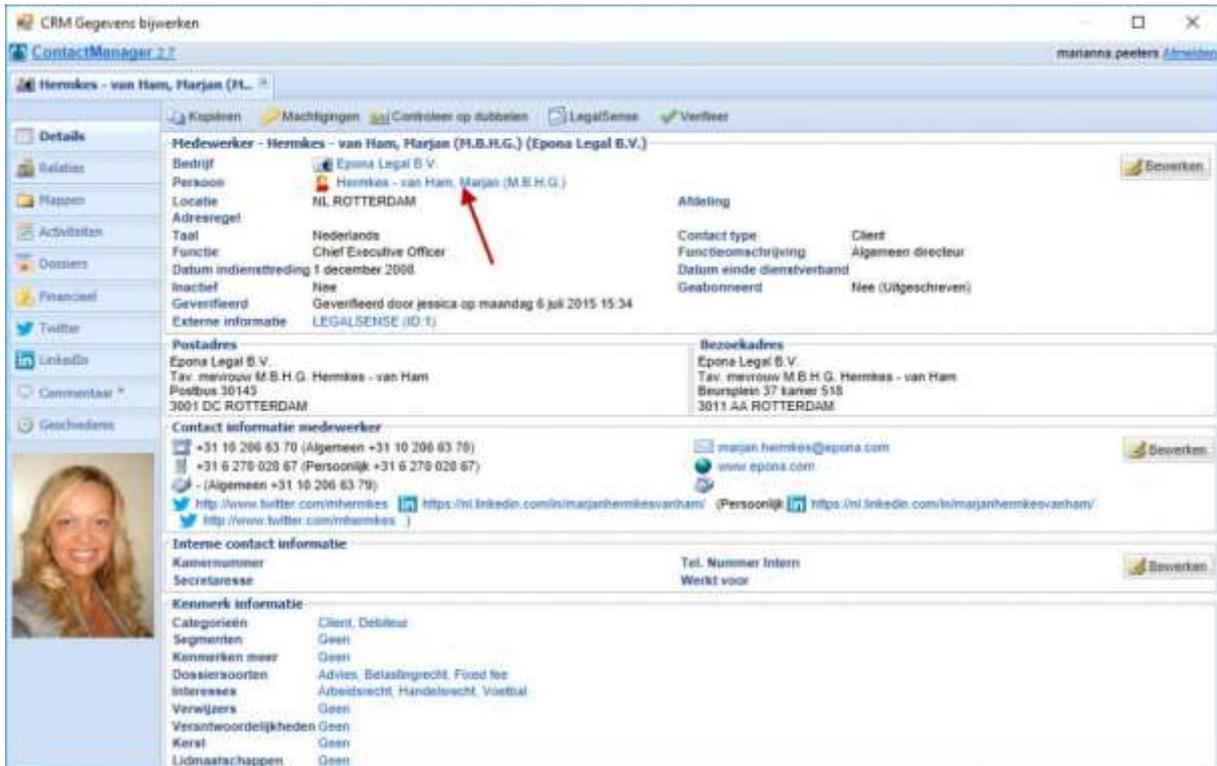 CRM Gegevens bijwerken
ContactManager 2.7
marianna peeters Afmelden
Hermkes - van Ham, Marjan (M...
Kopiëren Machtigingen Controleer op dubbelen LegalSense Verifieer
Details
Relaties
Mappen
Activiteiten
Dossiers
Financieel
Twitter
LinkedIn
Commentaar *
Geschiedenis
Medewerker - Hermkes - van Ham, Marjan (M.B.H.G.) (Epona Legal B.V.)
Bedrijf Epona Legal B.V.
Bewerken
Persoon Hermkes - van Ham, Marjan (M.B.H.G.)
Locatie NL ROTTERDAM Afdeling
Adresregel
Taal Nederlands Contact type Client
Functie Chief Executive Officer Functieomschrijving Algemeen directeur
Datum indiensttreding 1 december 2008 Datum einde dienstverband
Inactief Nee Geabonneerd Nee (Uitgeschreven)
Geverifieerd Geverifieerd door jessica op maandag 6 juli 2015 15:34
Externe informatie LEGALSENSE (ID:1)
Postadres
Epona Legal B.V.
Tav. mevrouw M.B.H.G. Hermkes - van Ham
Postbus 30143
3001 DC ROTTERDAM
Bezoekadres
Epona Legal B.V.
Tav. mevrouw M.B.H.G. Hermkes - van Ham
Beursplein 37 kamer 518
3011 AA ROTTERDAM
Contact informatie medewerker
+31 10 206 63 70 (Algemeen +31 10 206 63 70) marjan.hermkes@epona.com
Bewerken
+31 6 270 028 67 (Persoonlijk +31 6 270 028 67) www.epona.com
- (Algemeen +31 10 206 63 79)
http://www.twitter.com/mhermkes https://nl.linkedin.com/in/marjanhermkesvanham/ (Persoonlijk https://nl.linkedin.com/in/marjanhermkesvanham/
http://www.twitter.com/mhermkes )
Interne contact informatie
Kamernummer Tel. Nummer Intern
Bewerken
Secretaresse Werkt voor
Kenmerk informatie
Categorieën Client, Debiteur
Segmenten Geen
Kenmerken meer Geen
Dossiersoorten Advies, Belastingrecht, Fixed fee
Interesses Arbeidsrecht, Handelsrecht, Voetbal
Verwijzers Geen
Verantwoordelijkheden Geen
Kerst Geen
Lidmaatschappen Geen